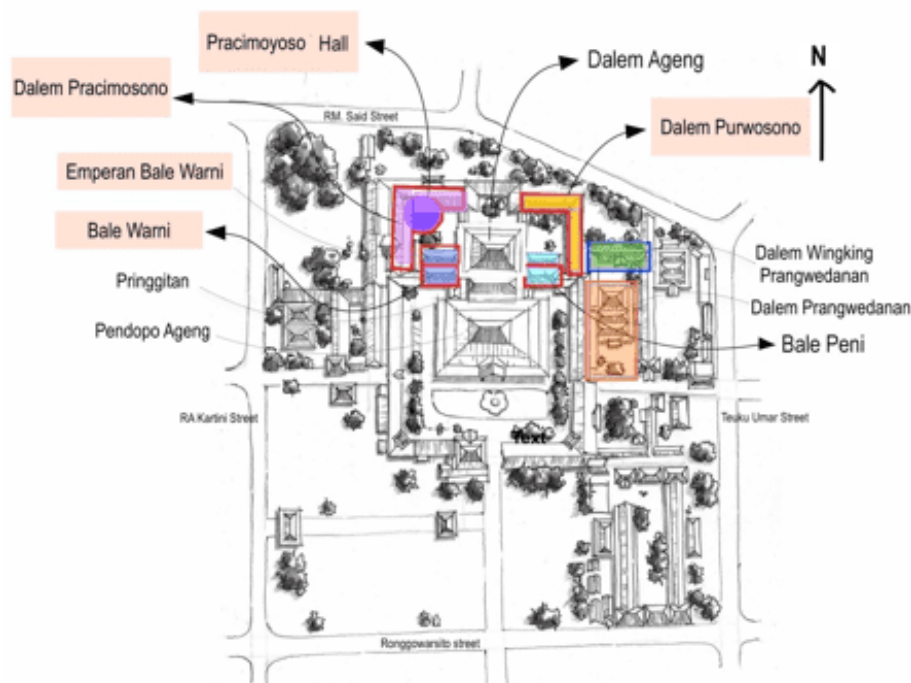 Pracimoyoso Hall
Dalem Ageng
N
Dalem Pracimosono
RM. Said Street
Dalem Purwosono
Emperan Bale Warni
Bale Warni
Dalem Wingking
Prangwedanan
Pringgitan
Dalem Prangwedanan
Pendopo Ageng
Bale Peni
RA Kartini Street
Teuku Umar Street
Text
Ronggowarsito street